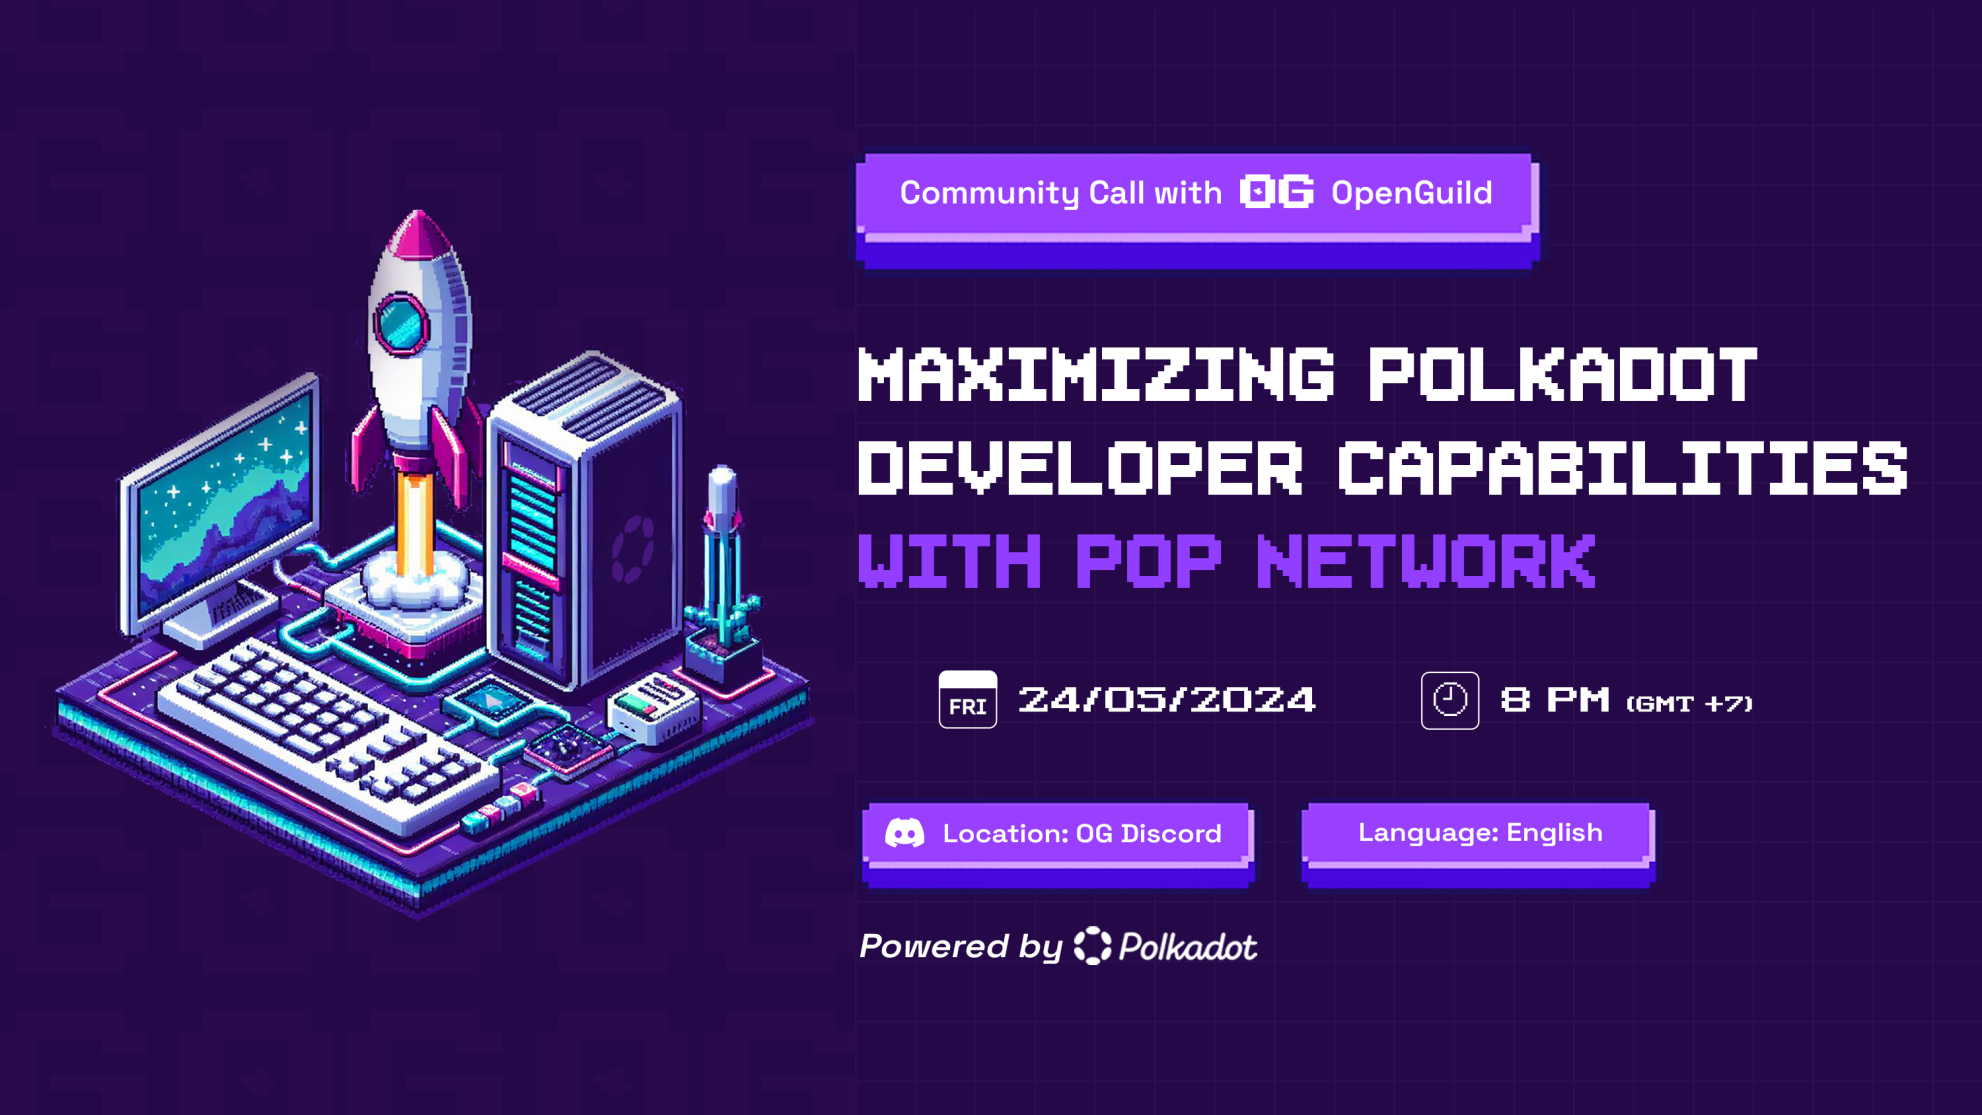 Community Call with OG OpenGuild
MAXIMIZING POLKADOT
DEVELOPER CAPABILITIES
WITH POP NETWORK
FRI 24/05/2024 8 PM (GMT +7)
Location: OG Discord Language: English
Powered by Polkadot